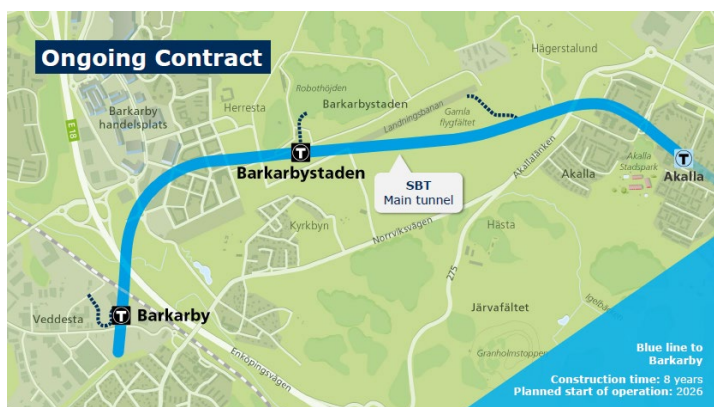 Ongoing Contract
Hägerstalund
Robothöjden
Barkarby
handelsplats
Herresta
Barkarbystaden
Landningsbanan
Gamla
flygfältet
E 18
T
Barkarbystaden
SBT
Main tunnel
Akallalänken
Akalla
Akalla
Stadspark
T
Akalla
Kyrkbyn
Norrviksvägen
Hästa
275
Veddesta
T
Barkarby
Järvafältet
Enköpingsvägen
Granholmstoppen
Blue line to
Barkarby
Construction time: 8 years
Planned start of operation: 2026